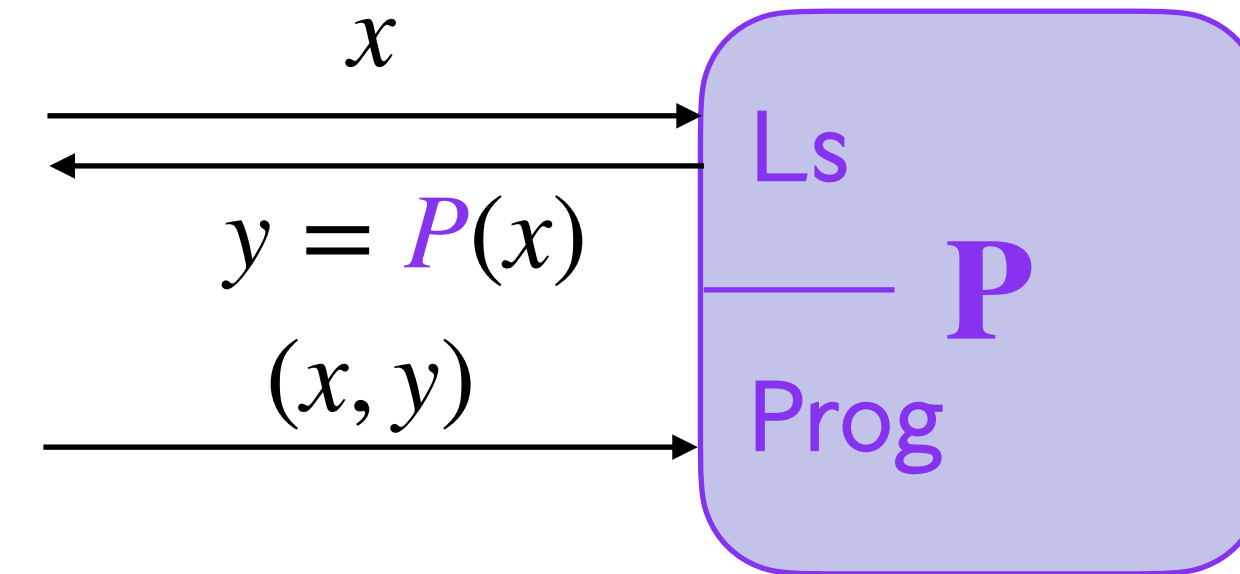 x
Ls
y = P(x)
P
(x, y)
Prog